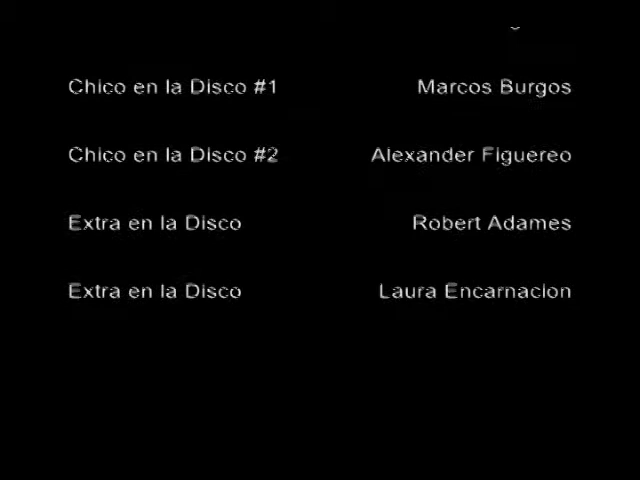 Chico en la Disco #1 Marcos Burgos
Chico en la Disco #2 Alexander Figuereo
Extra en la Disco Robert Adames
Extra en la Disco Laura Encarnacion